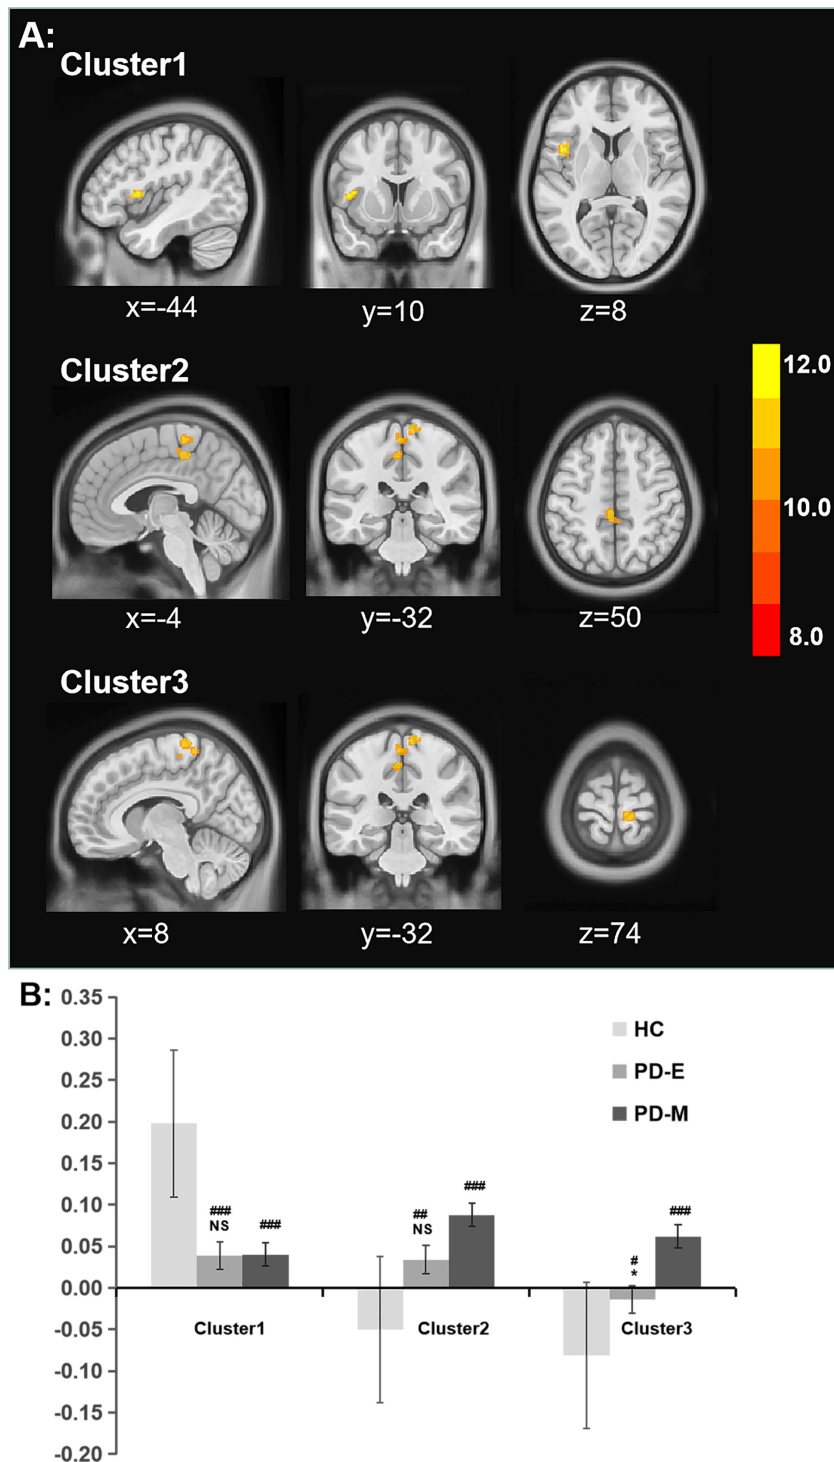 A:
Cluster1
x=-44 y=10 z=8
Cluster2
12.0
10.0
8.0
x=-4 y=-32 z=50
Cluster3
x=8 y=-32 z=74
B:
0.35
0.30
0.25
0.20
0.15
0.10
0.05
0.00
-0.05
-0.10
-0.15
-0.20
HC
PD-E
PD-M
###
NS
###
##
NS
###
#
*
###
Cluster1 Cluster2 Cluster3